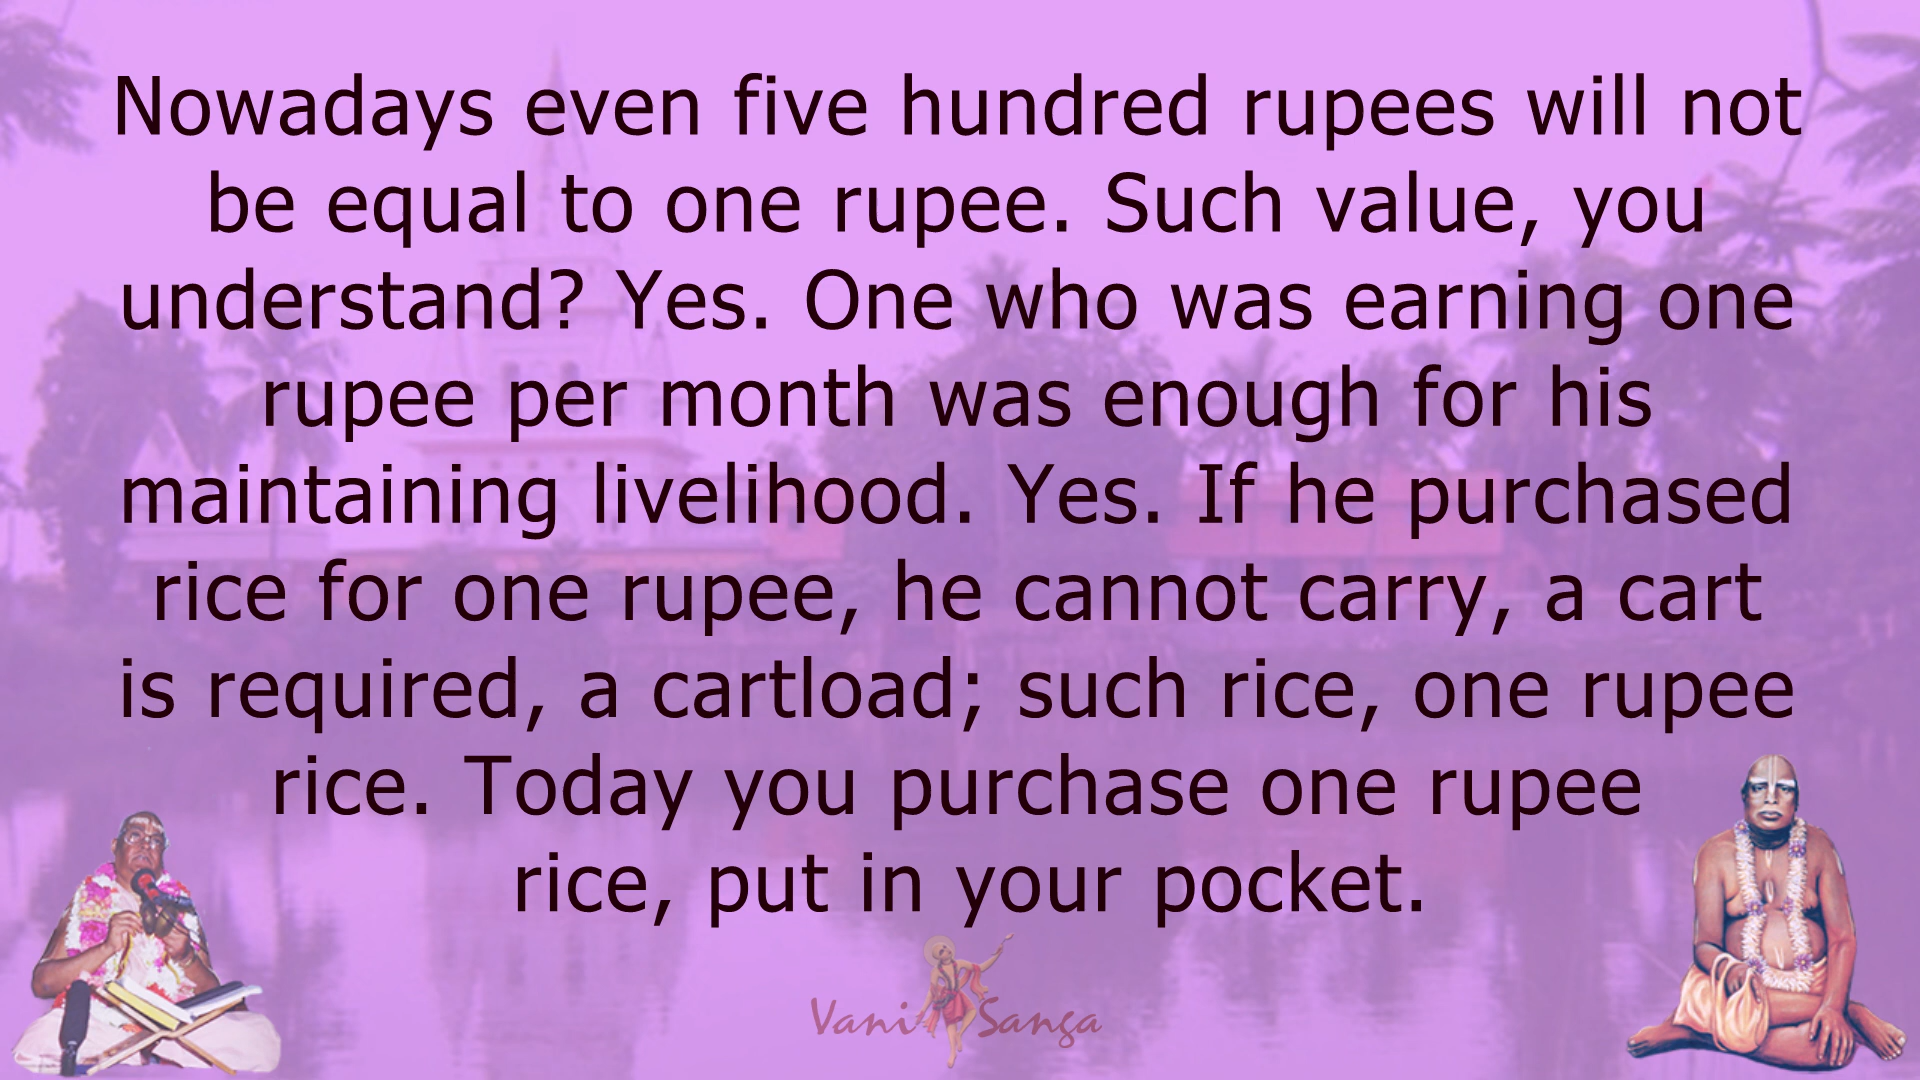 Nowadays even five hundred rupees will not
be equal to one rupee. Such value, you
understand? Yes. One who was earning one
rupee per month was enough for his
maintaining livelihood. Yes. If he purchased
rice for one rupee, he cannot carry, a cart
is required, a cartload; such rice, one rupee
rice. Today you purchase one rupee
rice, put in your pocket.
Vani Sanga